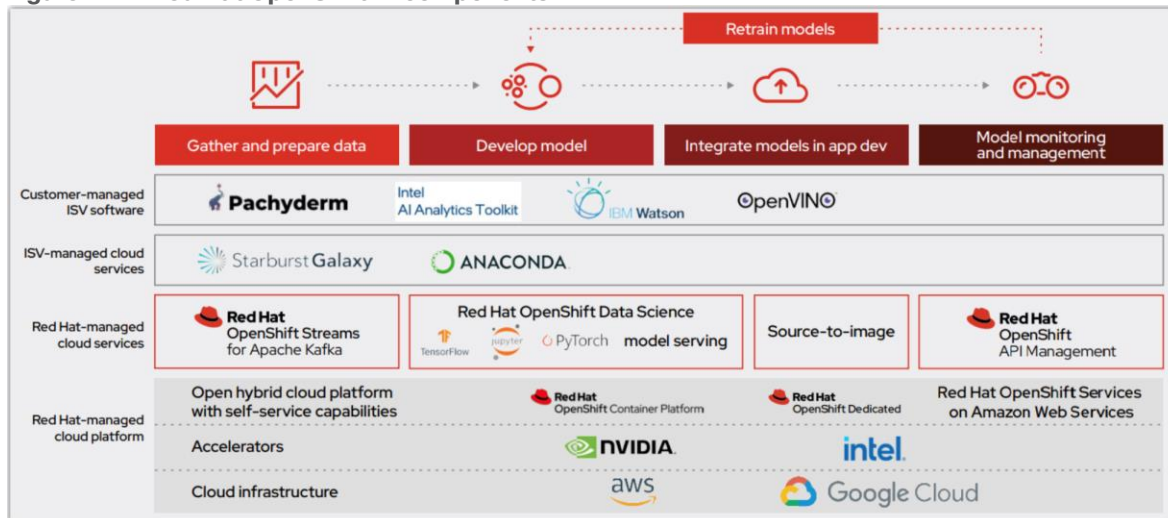 Retrain models
Gather and prepare data
Develop model
Integrate models in app dev
Model monitoring
and management
Customer-managed
ISV software
Pachyderm
Intel
AI Analytics Toolkit
IBM Watson
OpenVINO
ISV-managed cloud
services
Starburst Galaxy
ANACONDA.
Red Hat-managed
cloud services
Red Hat
OpenShift Streams
for Apache Kafka
Red Hat OpenShift Data Science
TensorFlow
jupyter
PyTorch
model serving
Source-to-image
Red Hat
OpenShift
API Management
Red Hat-managed
cloud platform
Open hybrid cloud platform
with self-service capabilities
Red Hat
OpenShift Container Platform
Red Hat
OpenShift Dedicated
Red Hat OpenShift Services
on Amazon Web Services
Accelerators
NVIDIA.
intel.
Cloud infrastructure
aws
Google Cloud